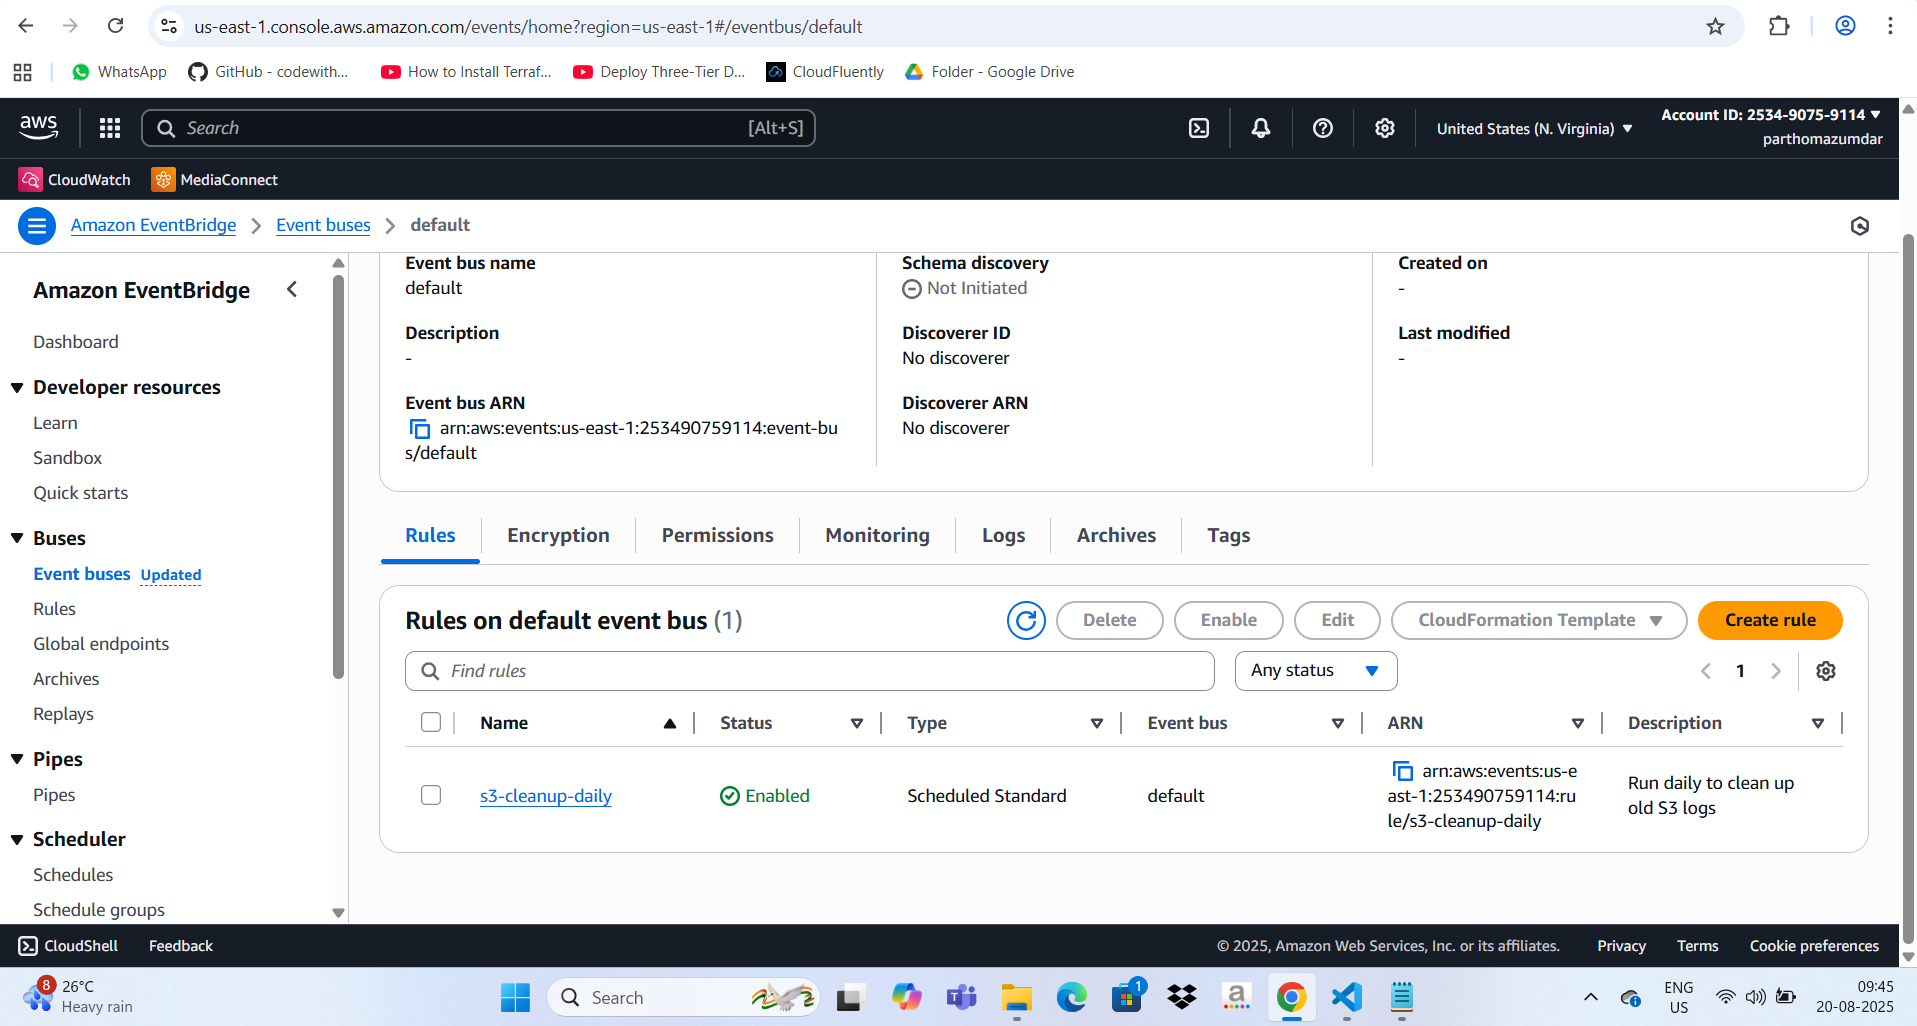 us-east-1.console.aws.amazon.com/events/home?region=us-east-1#/eventbus/default
WhatsApp
GitHub - codewith...
How to Install Terraf...
Deploy Three-Tier D...
CloudFluently
Folder - Google Drive
aws
Search
[Alt+S]
United States (N. Virginia)
Account ID: 2534-9075-9114
parthomazumdar
CloudWatch
MediaConnect
Amazon EventBridge
Event buses
default
Amazon EventBridge
Dashboard
Developer resources
Learn
Sandbox
Quick starts
Buses
Event buses Updated
Rules
Global endpoints
Archives
Replays
Pipes
Pipes
Scheduler
Schedules
Schedule groups
Event bus name
default
Description
-
Event bus ARN
arn:aws:events:us-east-1:253490759114:event-bu
s/default
Schema discovery
Not Initiated
Discoverer ID
No discoverer
Discoverer ARN
No discoverer
Created on
-
Last modified
-
Rules
Encryption
Permissions
Monitoring
Logs
Archives
Tags
Rules on default event bus (1)
Delete
Enable
Edit
CloudFormation Template
Create rule
Find rules
Any status
1
Name
Status
Type
Event bus
ARN
Description
s3-cleanup-daily
Enabled
Scheduled Standard
default
arn:aws:events:us-e
ast-1:253490759114:ru
le/s3-cleanup-daily
Run daily to clean up
old S3 logs
CloudShell
Feedback
© 2025, Amazon Web Services, Inc. or its affiliates.
Privacy
Terms
Cookie preferences
8
26°C
Heavy rain
Search
1
a
ENG
US
09:45
20-08-2025